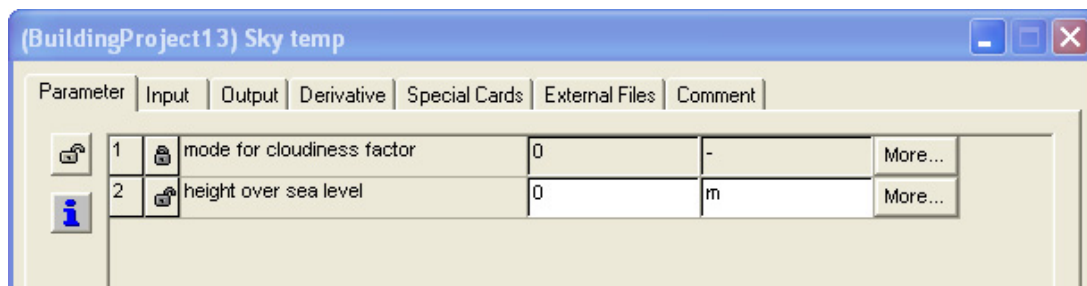 (BuildingProject13) Sky temp
Parameter Input Output Derivative Special Cards External Files Comment
1 mode for cloudiness factor 0 - More...
2 height over sea level 0 m More...